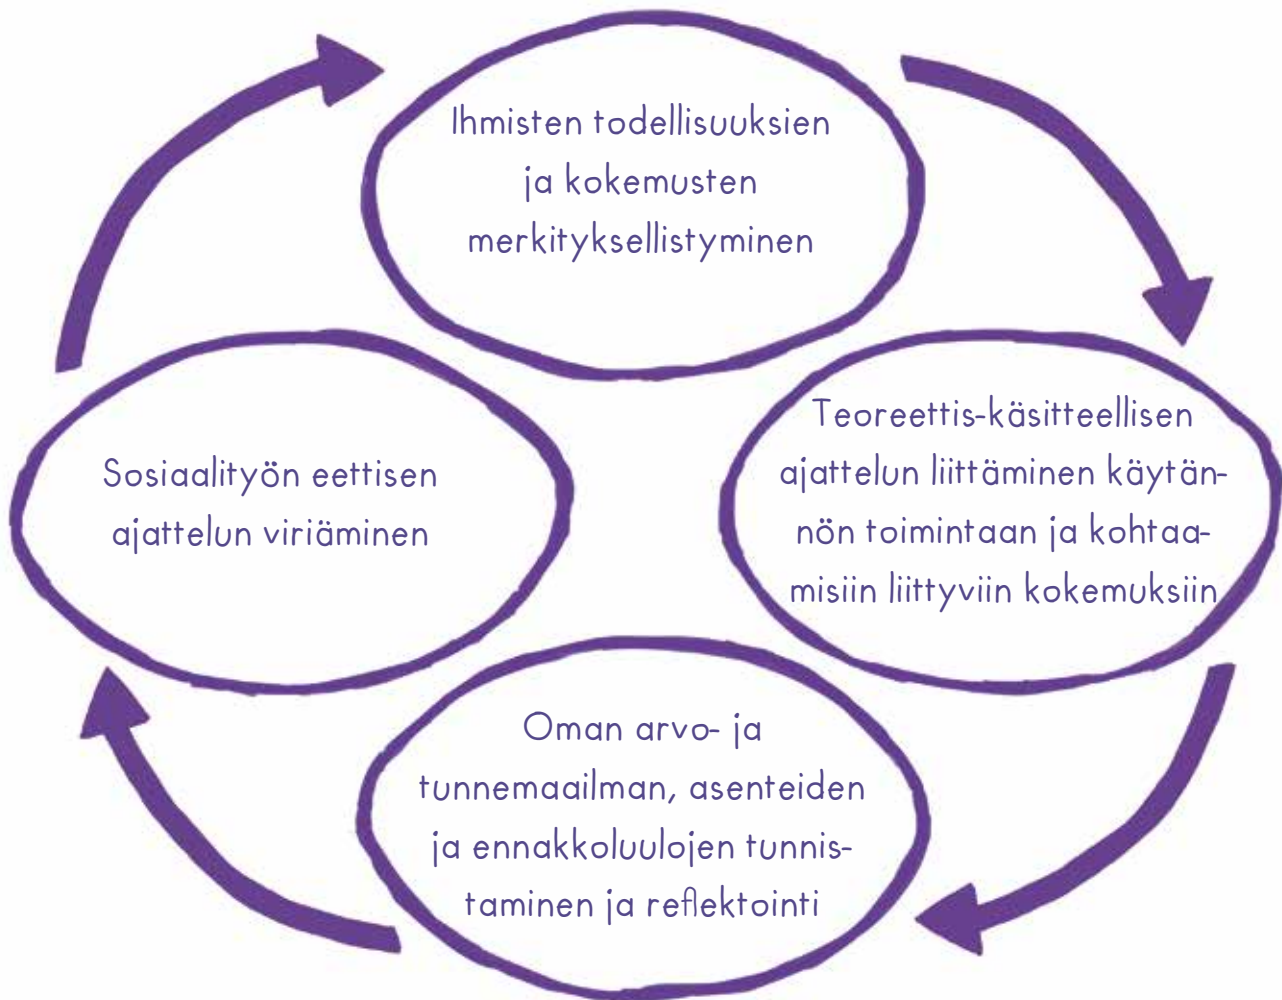 Ihmisten todellisuuksien
ja kokemusten
merkityksellistyminen
Teoreettis-käsitteellisen
ajattelun liittäminen käytän-
nön toimintaan ja kohtaa-
misiin liittyviin kokemuksiin
Oman arvo- ja
tunnemaailman, asenteiden
ja ennakkoluulojen tunnis-
taminen ja reflektointi
Sosiaalityön eettisen
ajattelun viriäminen